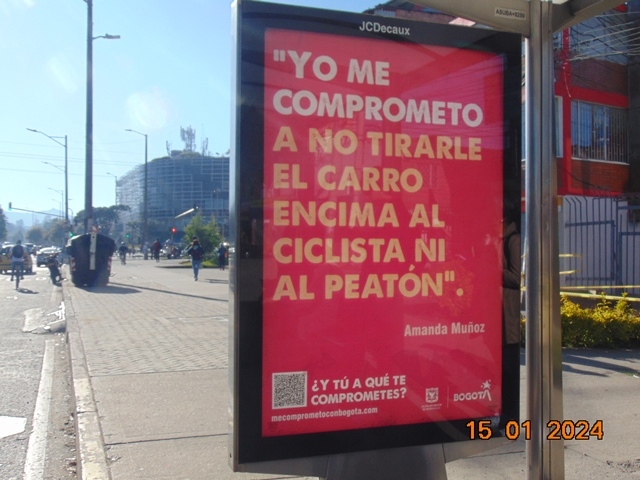 JCDecaux
"YO ME
COMPROMETO
A NO TIRARLE
EL CARRO
ENCIMA AL
CICLISTA NI
AL PEATÓN".
Amanda Muñoz
¿Y TÚ A QUÉ TE
COMPROMETES?
mecomprometoconbogota.com
BOGOTÁ
15 01 2024